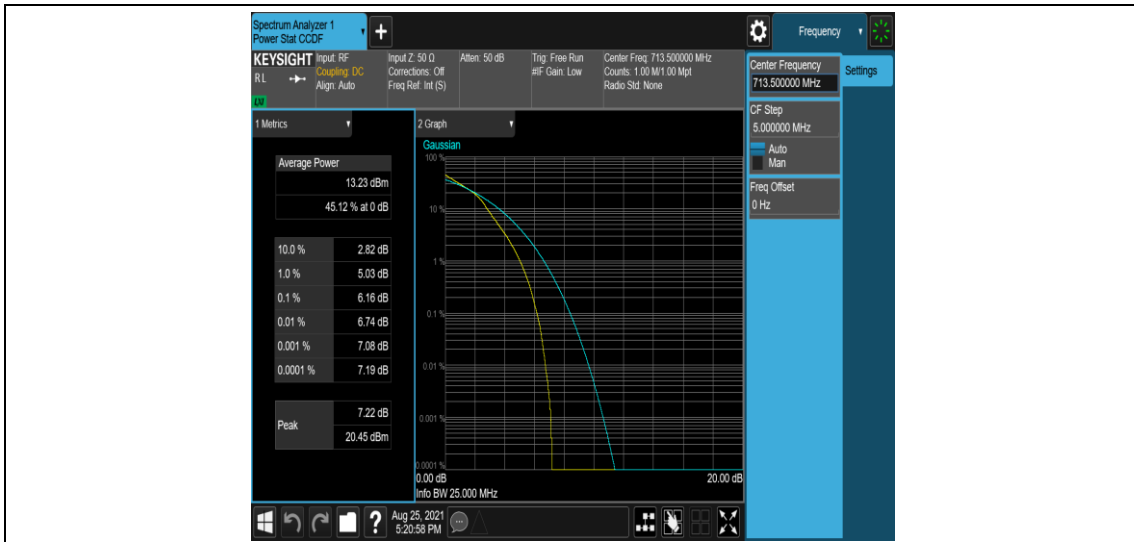 Spectrum Analyzer 1
Power Stat CCDF
+
Frequency
KEYSIGHT
RL
LXI
Input: RF
Coupling: DC
Align: Auto
Input Z: 50 Ω
Corrections: Off
Freq Ref: Int (S)
Atten: 50 dB
Trig: Free Run
#IF Gain: Low
Center Freq: 713.500000 MHz
Counts: 1.00 M/1.00 Mpt
Radio Std: None
Center Frequency
713.500000 MHz
Settings
CF Step
5.000000 MHz
Auto
Man
Freq Offset
0 Hz
1 Metrics
Average Power
13.23 dBm
45.12 % at 0 dB
10.0 % 2.82 dB
1.0 % 5.03 dB
0.1 % 6.16 dB
0.01 % 6.74 dB
0.001 % 7.08 dB
0.0001 % 7.19 dB
Peak
7.22 dB
20.45 dBm
2 Graph
Gaussian
100 %
10 %
1 %
0.1 %
0.01 %
0.001 %
0.0001 %
0.00 dB 20.00 dB
Info BW 25.000 MHz
?
Aug 25, 2021
5:20:58 PM